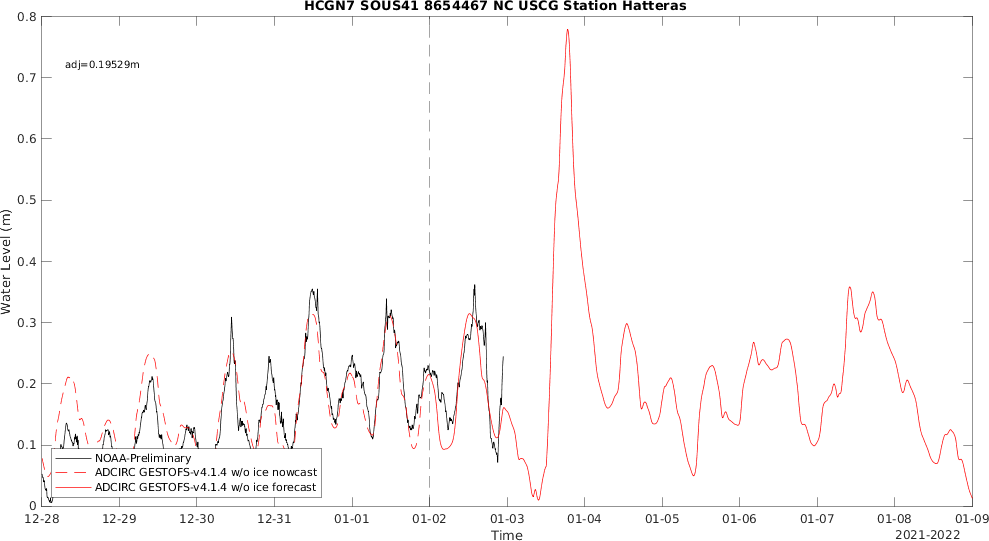 HCGN7 SOUS41 8654467 NC USCG Station Hatteras
0.8
adj=0.19529m
0.7
0.6
0.5
0.4
0.3
0.2
0.1
0
Water Level (m)
NOAA-Preliminary
ADCIRC GESTOFS-v4.1.4 w/o ice nowcast
ADCIRC GESTOFS-v4.1.4 w/o ice forecast
12-28 12-29 12-30 12-31 01-01 01-02 01-03 01-04 01-05 01-06 01-07 01-08 01-09
Time
2021-2022